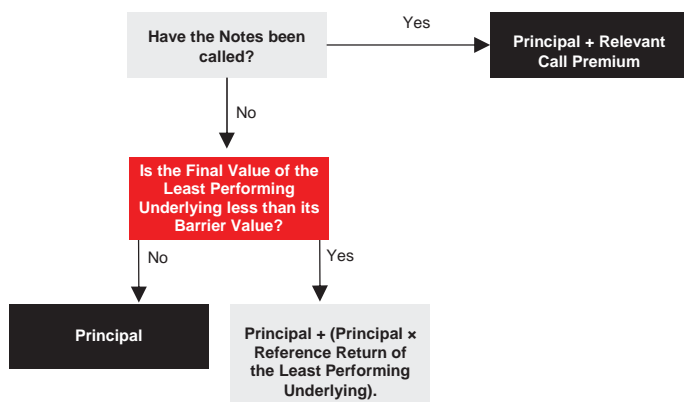 Have the Notes been
called?
Yes
Principal + Relevant
Call Premium
No
Is the Final Value of the
Least Performing
Underlying less than its
Barrier Value?
No
Yes
Principal
Principal + (Principal ×
Reference Return of
the Least Performing
Underlying).